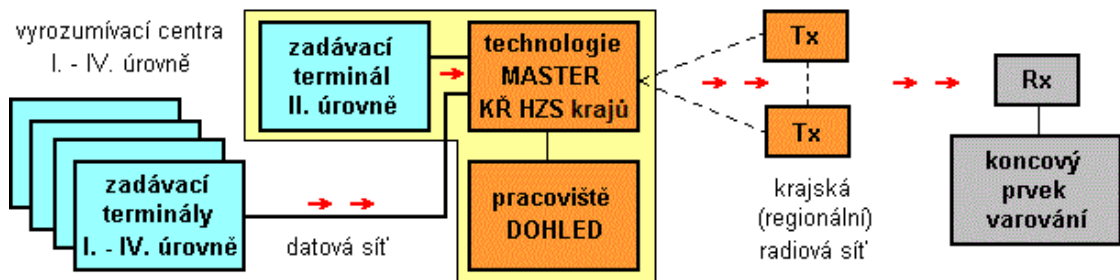 vyrozumívací centra
I. - IV. úrovně
zadávací
terminály
I. - IV. úrovně
datová síť
zadávací
terminál
II. úrovně
technologie
MASTER
KŘ HZS krajů
pracoviště
DOHLED
Tx
Tx
krajská
(regionální)
radiová síť
Rx
koncový
prvek
varování